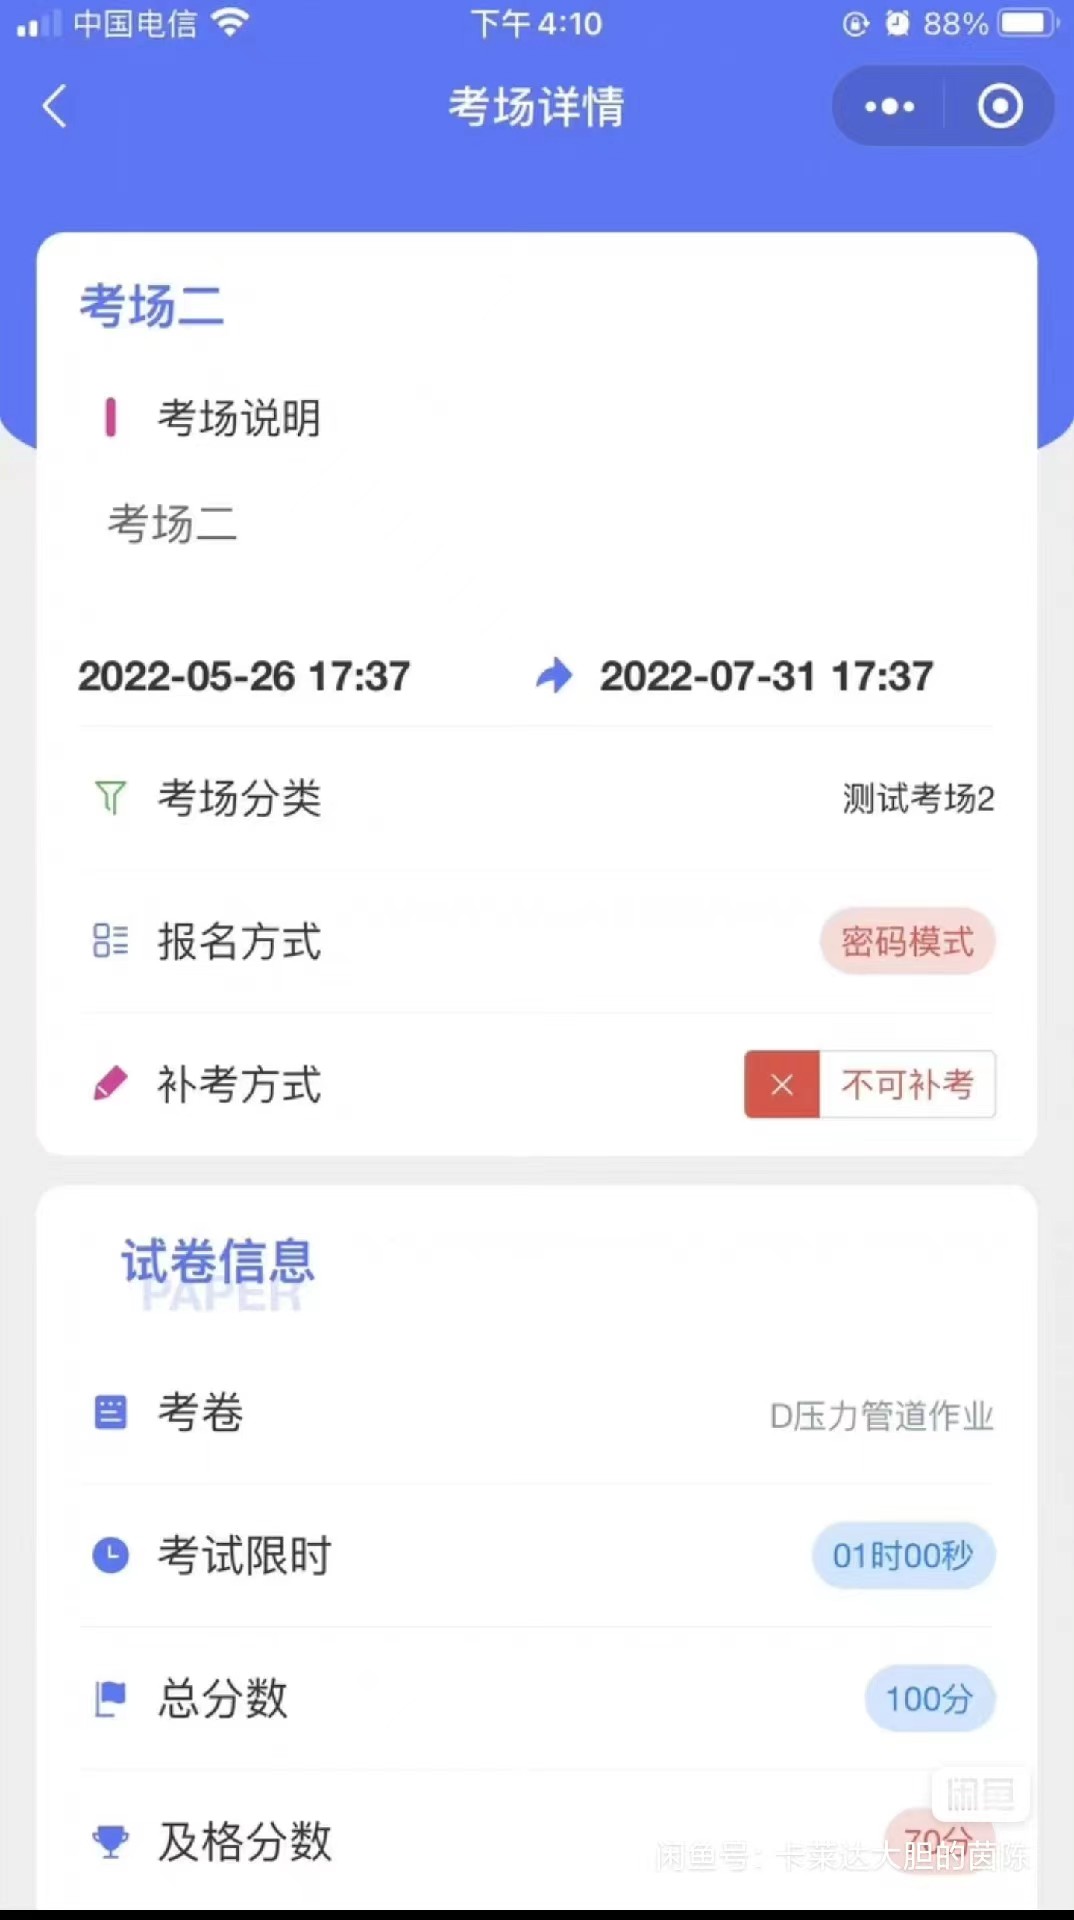 中国电信 下午4:10 88%
考场详情
考场二
考场说明
考场二
2022-05-26 17:37 2022-07-31 17:37
考场分类 测试考场2
报名方式 密码模式
补考方式 不可补考
试卷信息
PAPER
考卷 D压力管道作业
考试限时 01时00秒
总分数 100分
闲鱼
及格分数 70分
闲鱼号：卡莱达大胆的茵陈